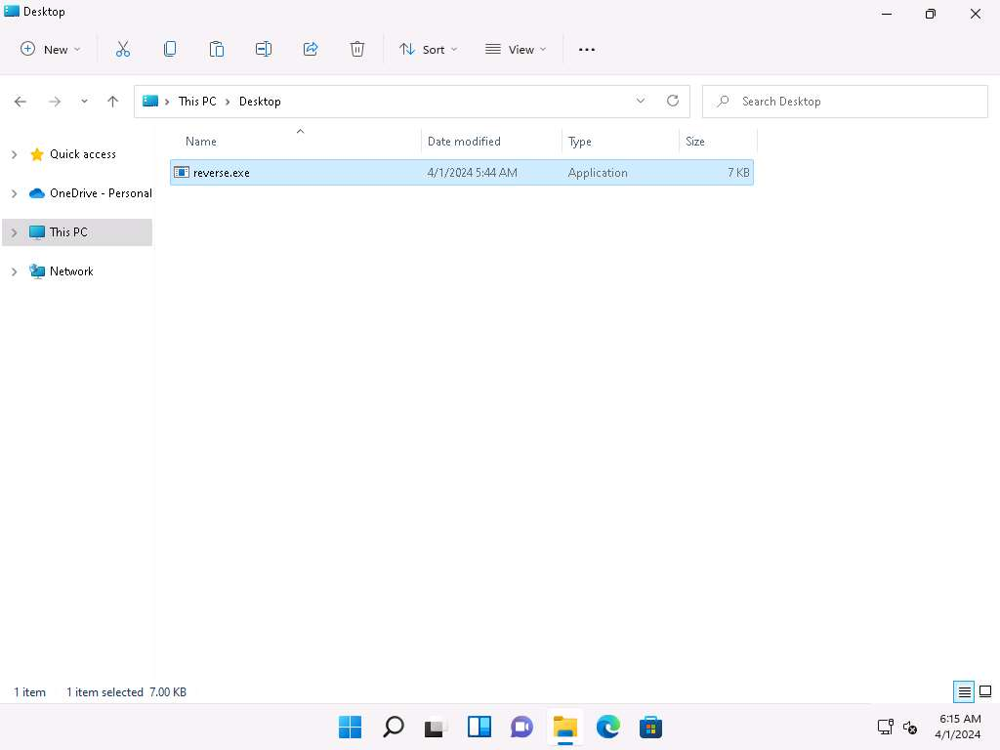 Desktop
New
Sort
View
This PC > Desktop
Search Desktop
Name Date modified Type Size
Quick access
reverse.exe 4/1/2024 5:44 AM Application 7 KB
OneDrive - Personal
This PC
Network
1 item 1 item selected 7.00 KB
6:15 AM
4/1/2024